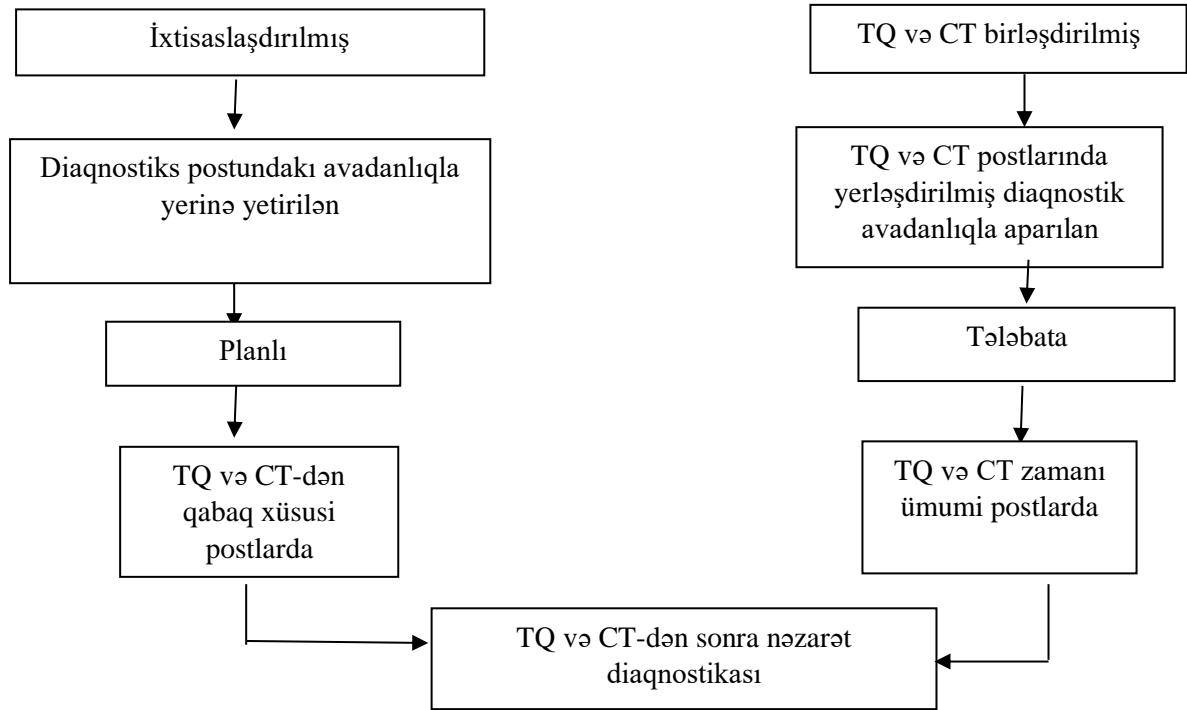 İxtisaslaşdırılmış
Diaqnostiks postundakı avadanlıqla
yerinə yetirilən
Planlı
TQ və CT-dən
qabaq xüsusi
postlarda
TQ və CT birləşdirilmiş
TQ və CT postlarında
yerləşdirilmiş diaqnostik
avadanlıqla aparılan
Tələbata
TQ və CT zamanı
ümumi postlarda
TQ və CT-dən sonra nəzarət
diaqnostikası